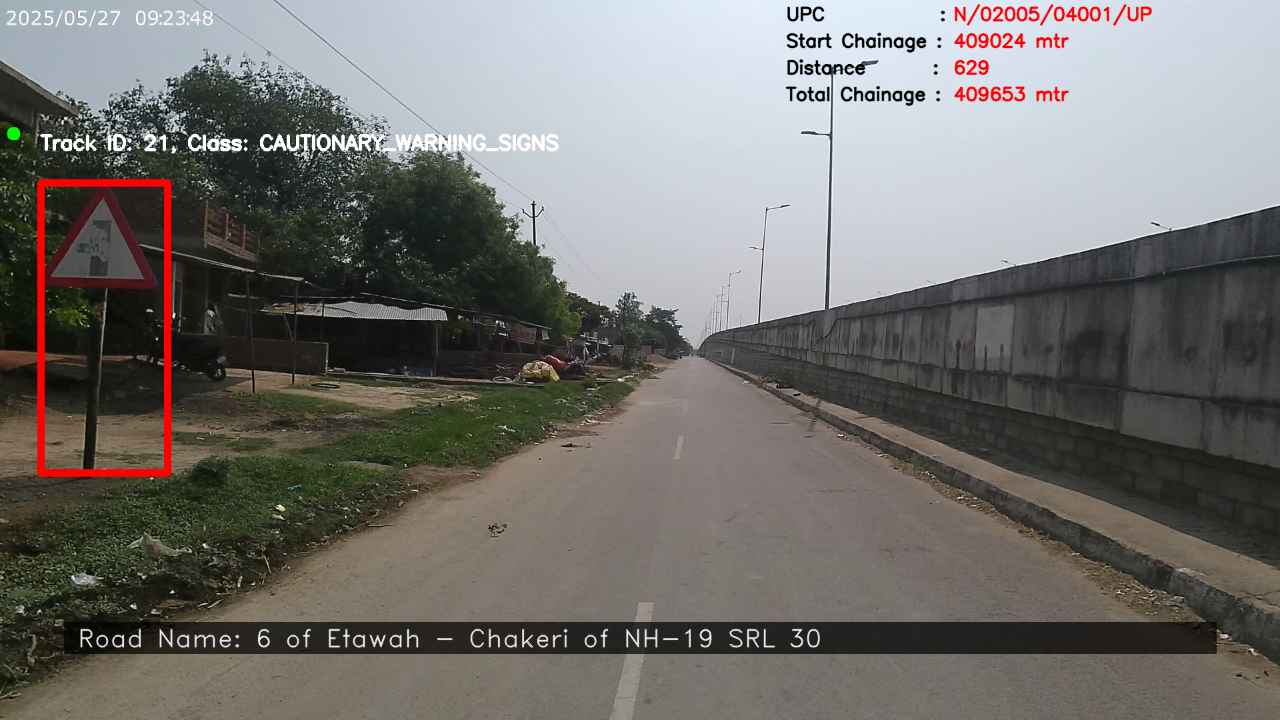 2025/05/27 09:23:48
UPC : N/02005/04001/UP
Start Chainage : 409024 mtr
Distance : 629
Total Chainage : 409653 mtr
Track ID: 21, Class: CAUTIONARY_WARNING_SIGNS
Road Name: 6 of Etawah - Chakeri of NH-19 SRL 30